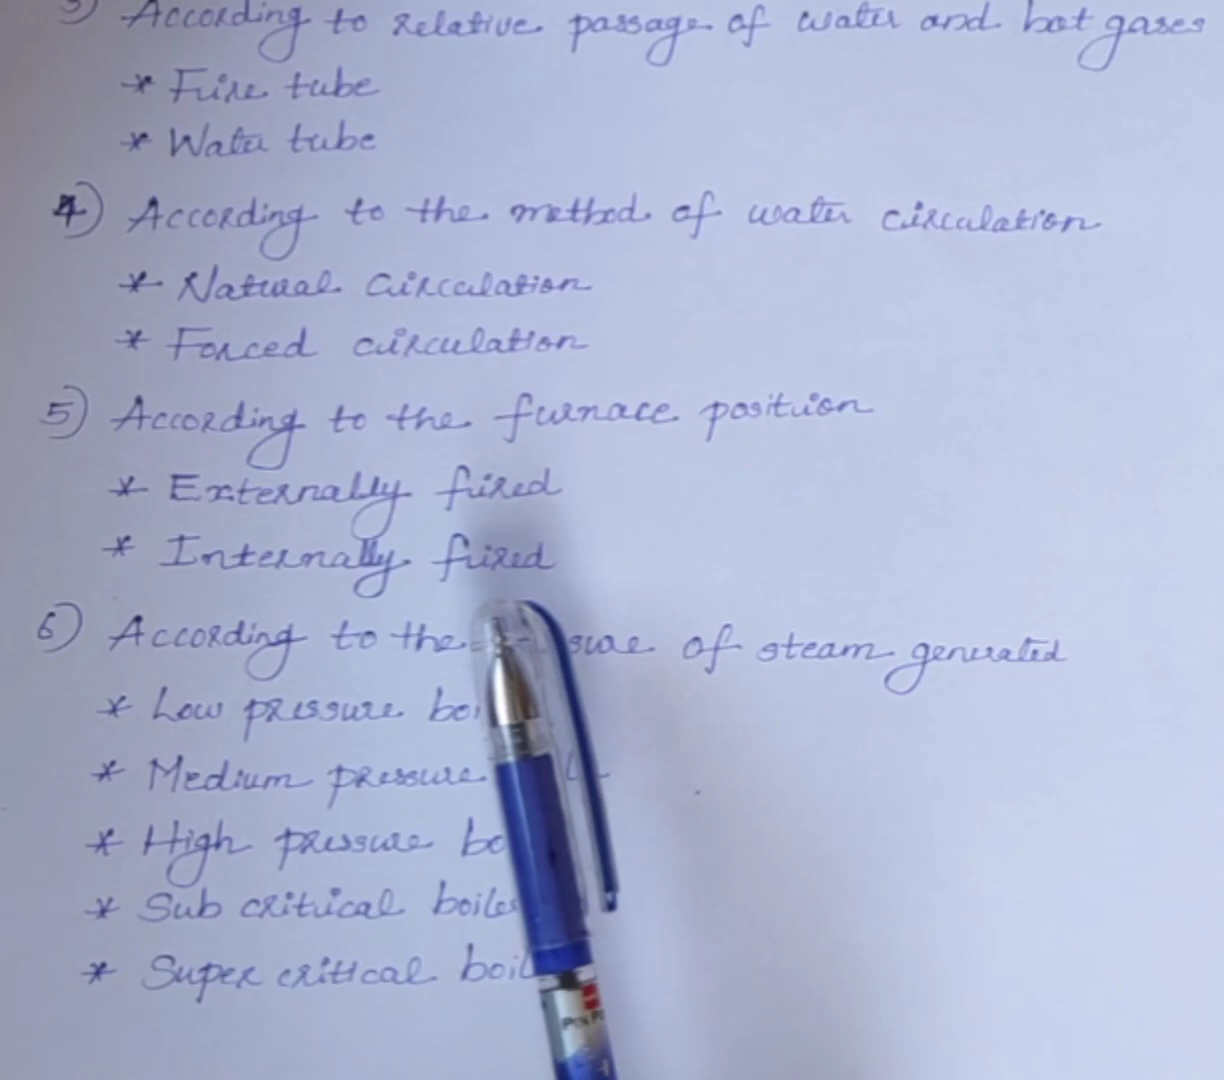 3) According to relative passage of water and hot gases
* Fire tube
* Water tube
4) According to the method of water circulation
* Natural circulation
* Forced circulation
5) According to the furnace position
* Externally fired
* Internally fired
6) According to the of steam generated
* Low pressure
* Medium pressure
* High pressure
* Sub critical boiler
* Super critical